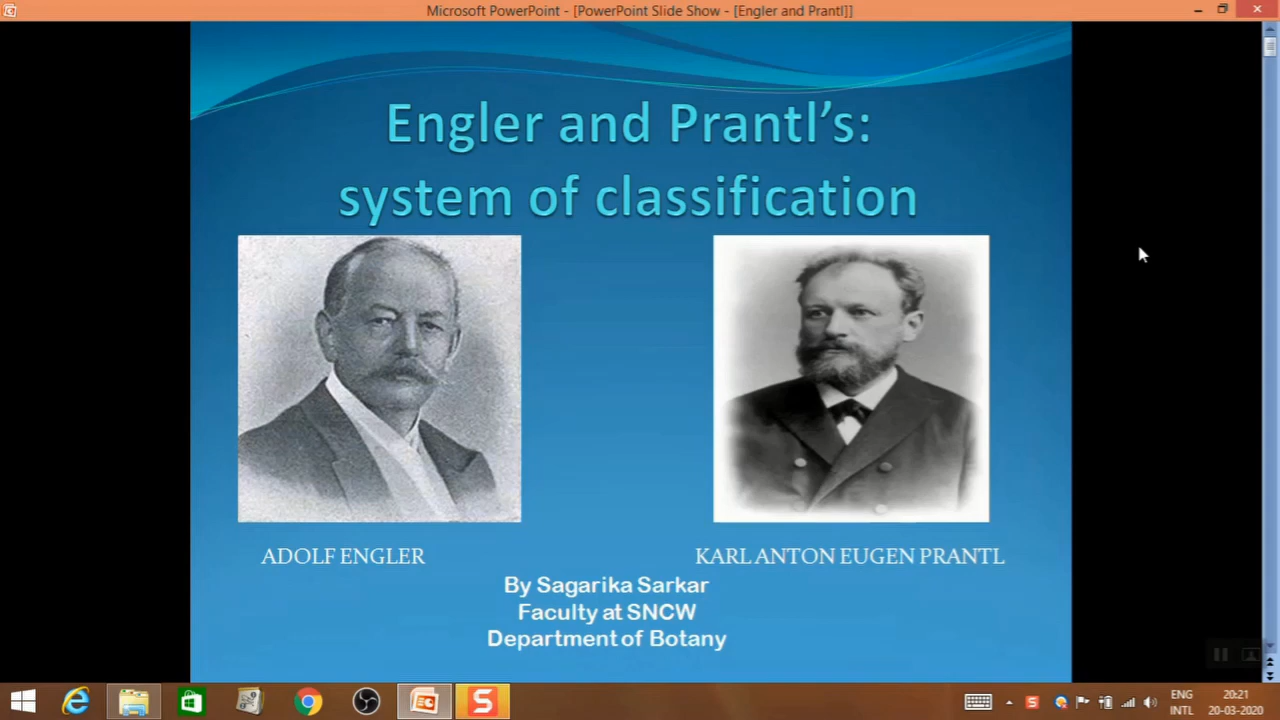 Microsoft PowerPoint - [PowerPoint Slide Show - [Engler and Prantl]]
Engler and Prantl’s:
system of classification
ADOLF ENGLER
KARL ANTON EUGEN PRANTL
By Sagarika Sarkar
Faculty at SNCW
Department of Botany
ENG
INTL
20:21
20-03-2020